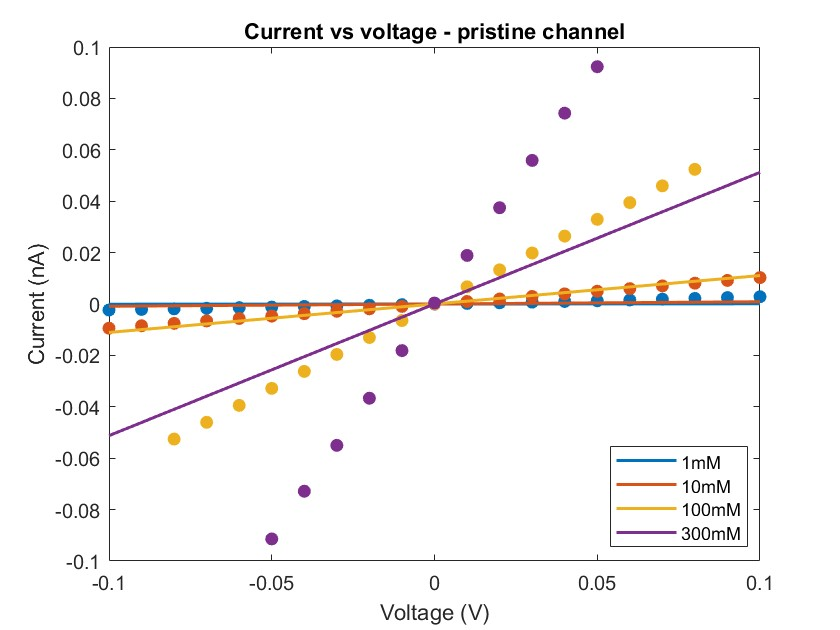 Current vs voltage - pristine channel
Current (nA)
0.1
0.08
0.06
0.04
0.02
0
-0.02
-0.04
-0.06
-0.08
-0.1
-0.1
-0.05
0
0.05
0.1
Voltage (V)
1mM
10mM
100mM
300mM